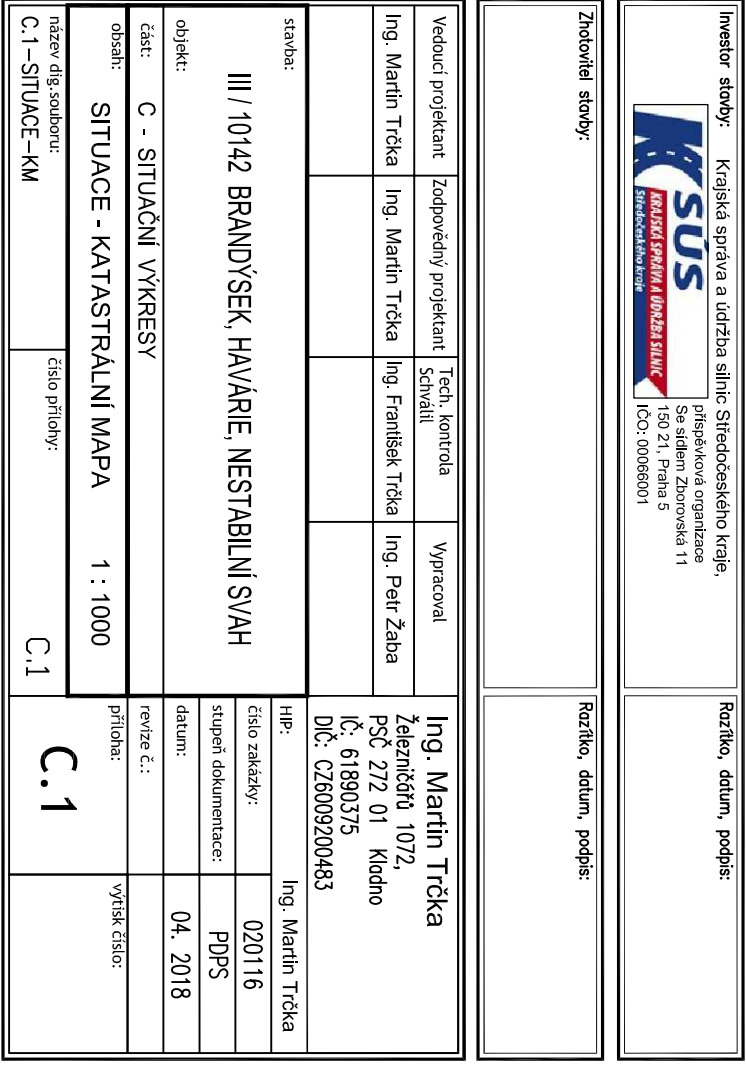 Investor stavby:
Krajská správa a údržba silnic Středočeského kraje,
příspěvková organizace
Se sídlem Zborovská 11
150 21, Praha 5
IČO: 00066001
SÚS
KRAJSKÁ SPRÁVA A ÚDRŽBA SILNIC
Středočeského kraje
Razítko, datum, podpis:
Zhotovitel stavby:
Razítko, datum, podpis:
Vedoucí projektant
Zodpovědný projektant
Tech. kontrola
Schválil
Vypracoval
Ing. Martin Trčka
Ing. Martin Trčka
Ing. František Trčka
Ing. Petr Žaba
Ing. Martin Trčka
Železničářů 1072,
PSČ 272 01 Kladno
IČ: 61890375
DIČ: CZ6009200483
stavba:
III / 10142 BRANDÝSEK, HAVÁRIE, NESTABILNÍ SVAH
objekt:
část: C - SITUAČNÍ VÝKRESY
obsah: SITUACE - KATASTRÁLNÍ MAPA 1 : 1000
HIP: Ing. Martin Trčka
číslo zakázky: 020116
stupeň dokumentace: PDPS
datum: 04. 2018
revize č.:
název dig.souboru:
C.1-SITUACE-KM
číslo přílohy:
C.1
příloha:
C.1
výtisk číslo: